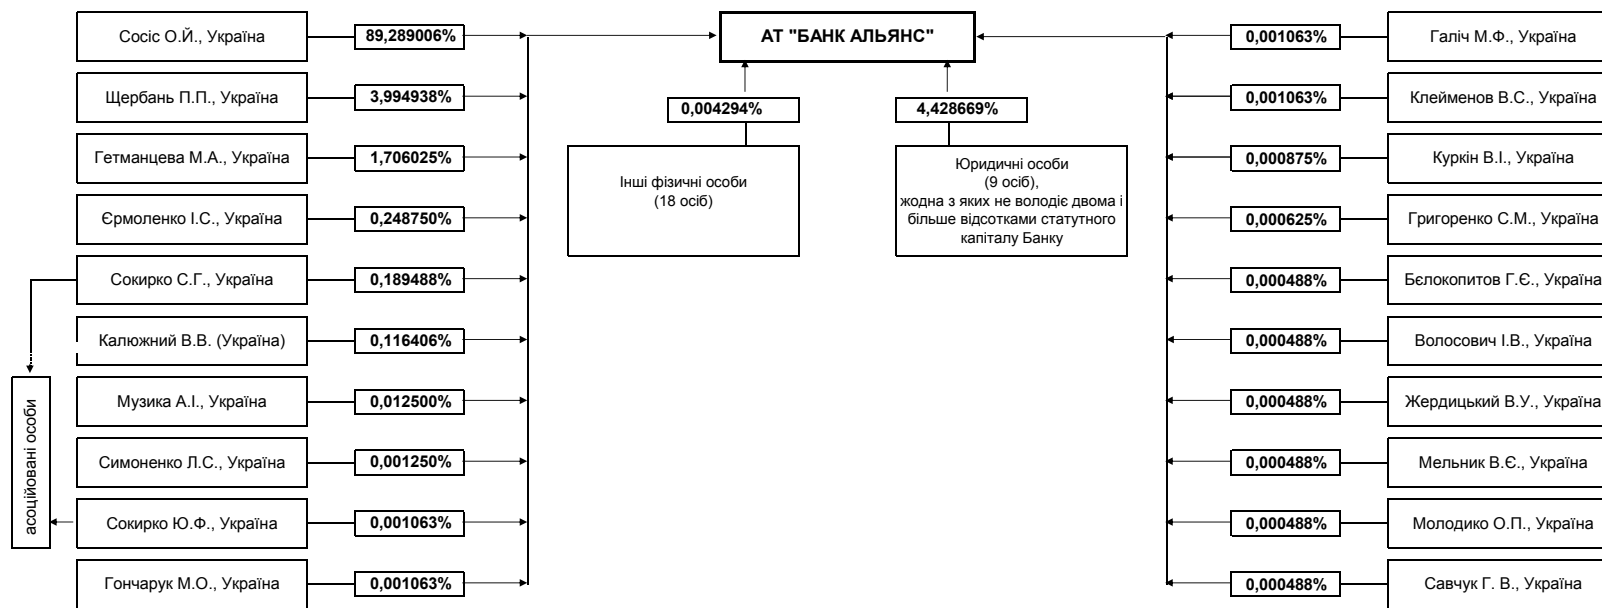 Сосіс О.Й., Україна
89,289006%
АТ "БАНК АЛЬЯНС"
0,001063%
Галіч М.Ф., Україна
Щербань П.П., Україна
3,994938%
0,004294%
4,428669%
0,001063%
Клейменов В.С., Україна
Гетманцева М.А., Україна
1,706025%
Інші фізичні особи
(18 осіб)
Юридичні особи
(9 осіб),
жодна з яких не володіє двома і
більше відсотками статутного
капіталу Банку
0,000875%
Куркін В.І., Україна
Єрмоленко І.С., Україна
0,248750%
0,000625%
Григоренко С.М., Україна
Сокирко С.Г., Україна
0,189488%
0,000488%
Бєлокопитов Г.Є., Україна
Калюжний В.В. (Україна)
0,116406%
0,000488%
Волосович І.В., Україна
асоційовані особи
Музика А.І., Україна
0,012500%
0,000488%
Жердицький В.У., Україна
Симоненко Л.С., Україна
0,001250%
0,000488%
Мельник В.Є., Україна
Сокирко Ю.Ф., Україна
0,001063%
0,000488%
Молодико О.П., Україна
Гончарук М.О., Україна
0,001063%
0,000488%
Савчук Г. В., Україна